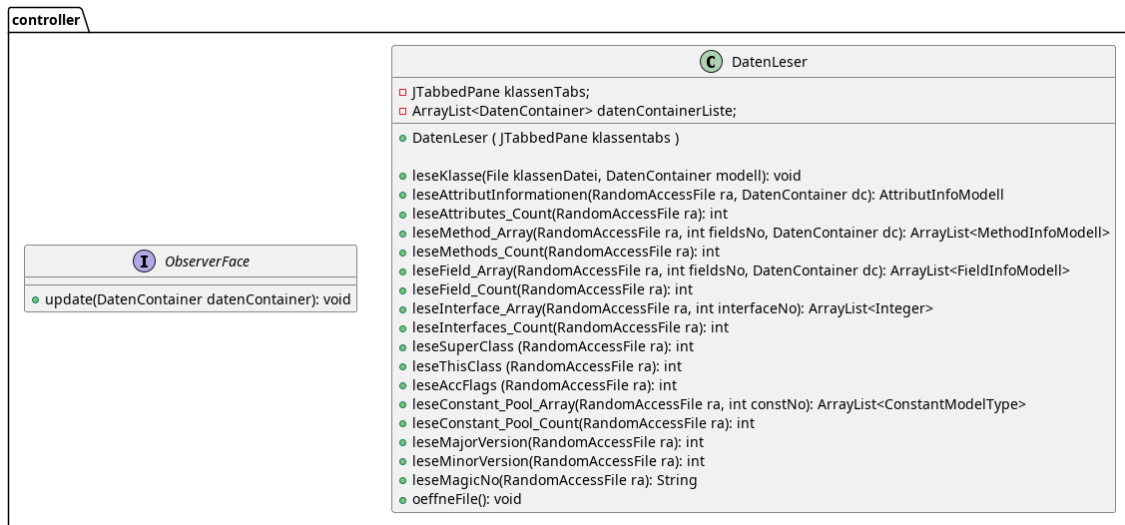 controller
I ObserverFace
update(DatenContainer datenContainer): void
C DatenLeser
JTabbedPane klassenTabs;
ArrayList<DatenContainer> datenContainerListe;
DatenLeser ( JTabbedPane klassentabs )
leseKlasse(File klassenDatei, DatenContainer modell): void
leseAttributInformationen(RandomAccessFile ra, DatenContainer dc): AttributInfoModell
leseAttributes_Count(RandomAccessFile ra): int
leseMethod_Array(RandomAccessFile ra, int fieldsNo, DatenContainer dc): ArrayList<MethodInfoModell>
leseMethods_Count(RandomAccessFile ra): int
leseField_Array(RandomAccessFile ra, int fieldsNo, DatenContainer dc): ArrayList<FieldInfoModell>
leseField_Count(RandomAccessFile ra): int
leseInterface_Array(RandomAccessFile ra, int interfaceNo): ArrayList<Integer>
leseInterfaces_Count(RandomAccessFile ra): int
leseSuperClass (RandomAccessFile ra): int
leseThisClass (RandomAccessFile ra): int
leseAccFlags (RandomAccessFile ra): int
leseConstant_Pool_Array(RandomAccessFile ra, int constNo): ArrayList<ConstantModelType>
leseConstant_Pool_Count(RandomAccessFile ra): int
leseMajorVersion(RandomAccessFile ra): int
leseMinorVersion(RandomAccessFile ra): int
leseMagicNo(RandomAccessFile ra): String
oeffneFile(): void